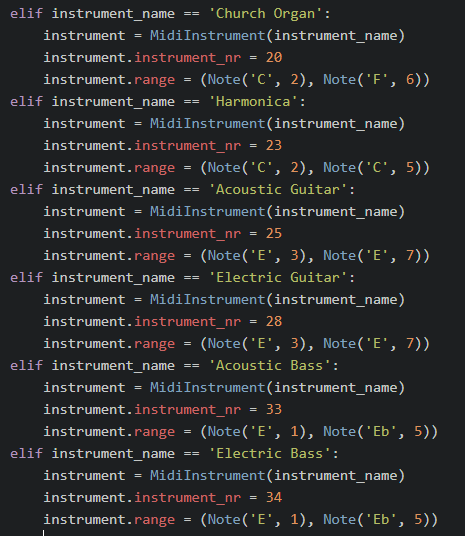 elif instrument_name == 'Church Organ':
    instrument = MidiInstrument(instrument_name)
    instrument.instrument_nr = 20
    instrument.range = (Note('C', 2), Note('F', 6))
elif instrument_name == 'Harmonica':
    instrument = MidiInstrument(instrument_name)
    instrument.instrument_nr = 23
    instrument.range = (Note('C', 2), Note('C', 5))
elif instrument_name == 'Acoustic Guitar':
    instrument = MidiInstrument(instrument_name)
    instrument.instrument_nr = 25
    instrument.range = (Note('E', 3), Note('E', 7))
elif instrument_name == 'Electric Guitar':
    instrument = MidiInstrument(instrument_name)
    instrument.instrument_nr = 28
    instrument.range = (Note('E', 3), Note('E', 7))
elif instrument_name == 'Acoustic Bass':
    instrument = MidiInstrument(instrument_name)
    instrument.instrument_nr = 33
    instrument.range = (Note('E', 1), Note('Eb', 5))
elif instrument_name == 'Electric Bass':
    instrument = MidiInstrument(instrument_name)
    instrument.instrument_nr = 34
    instrument.range = (Note('E', 1), Note('Eb', 5))